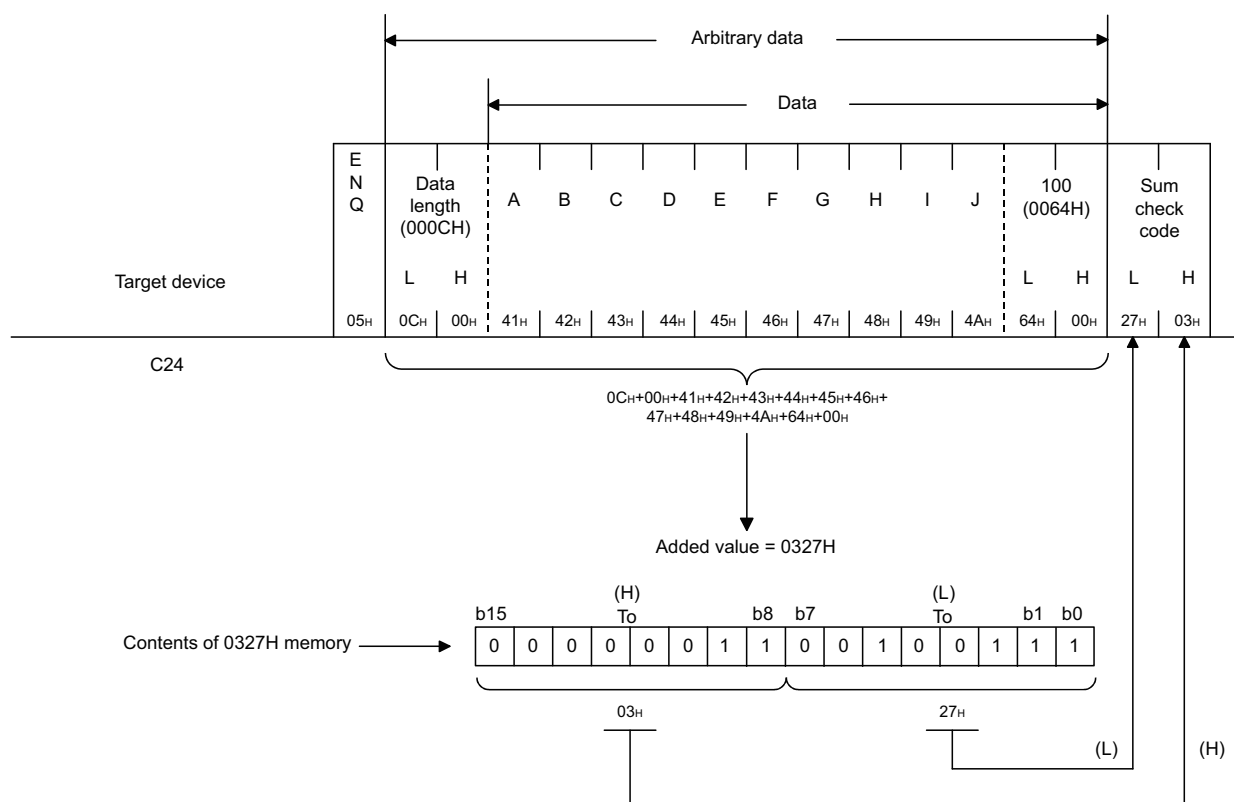 Arbitrary data
Data
E
N
Q
Data
length
(000CH)
A B C D E F G H I J
100
(0064H)
Sum
check
code
L H L H L H
Target device
05H 0CH 00H 41H 42H 43H 44H 45H 46H 47H 48H 49H 4AH 64H 00H 27H 03H
C24
0CH+00H+41H+42H+43H+44H+45H+46H+
47H+48H+49H+4AH+64H+00H
Added value = 0327H
(H) (L)
b15 To b8 b7 To b1 b0
Contents of 0327H memory
0 0 0 0 0 0 1 1 0 0 1 0 0 1 1 1
03H 27H
(L) (H)